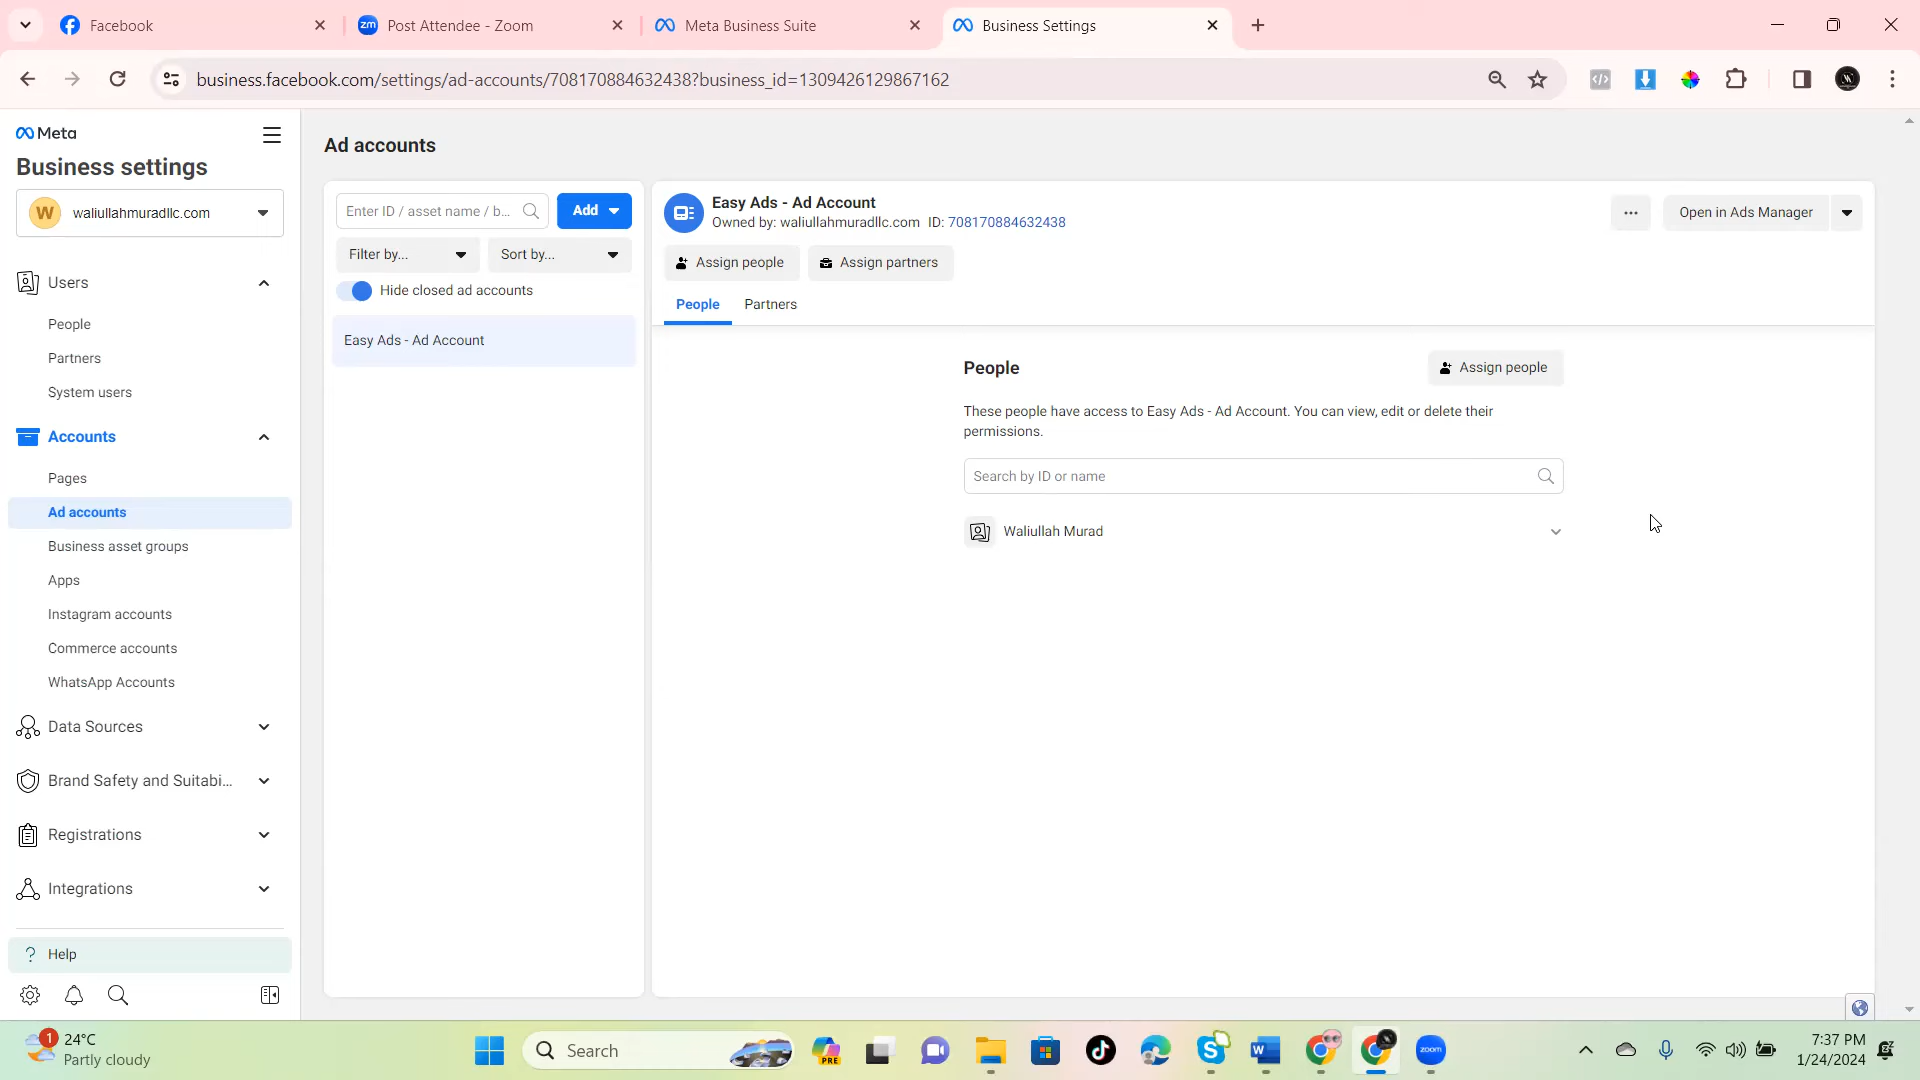 Facebook
Post Attendee - Zoom
Meta Business Suite
Business Settings
business.facebook.com/settings/ad-accounts/708170884632438?business_id=1309426129867162
Meta
Business settings
W waliullahmuradllc.com
Users
People
Partners
System users
Accounts
Pages
Ad accounts
Business asset groups
Apps
Instagram accounts
Commerce accounts
WhatsApp Accounts
Data Sources
Brand Safety and Suitabi...
Registrations
Integrations
? Help
Ad accounts
Enter ID / asset name / b...
Add
Filter by...
Sort by...
Hide closed ad accounts
Easy Ads - Ad Account
Easy Ads - Ad Account
Owned by: waliullahmuradllc.com ID: 708170884632438
Open in Ads Manager
Assign people
Assign partners
People
Partners
People
Assign people
These people have access to Easy Ads - Ad Account. You can view, edit or delete their
permissions.
Search by ID or name
Waliullah Murad
1
24°C
Partly cloudy
Search
PRE
zoom
7:37 PM
1/24/2024